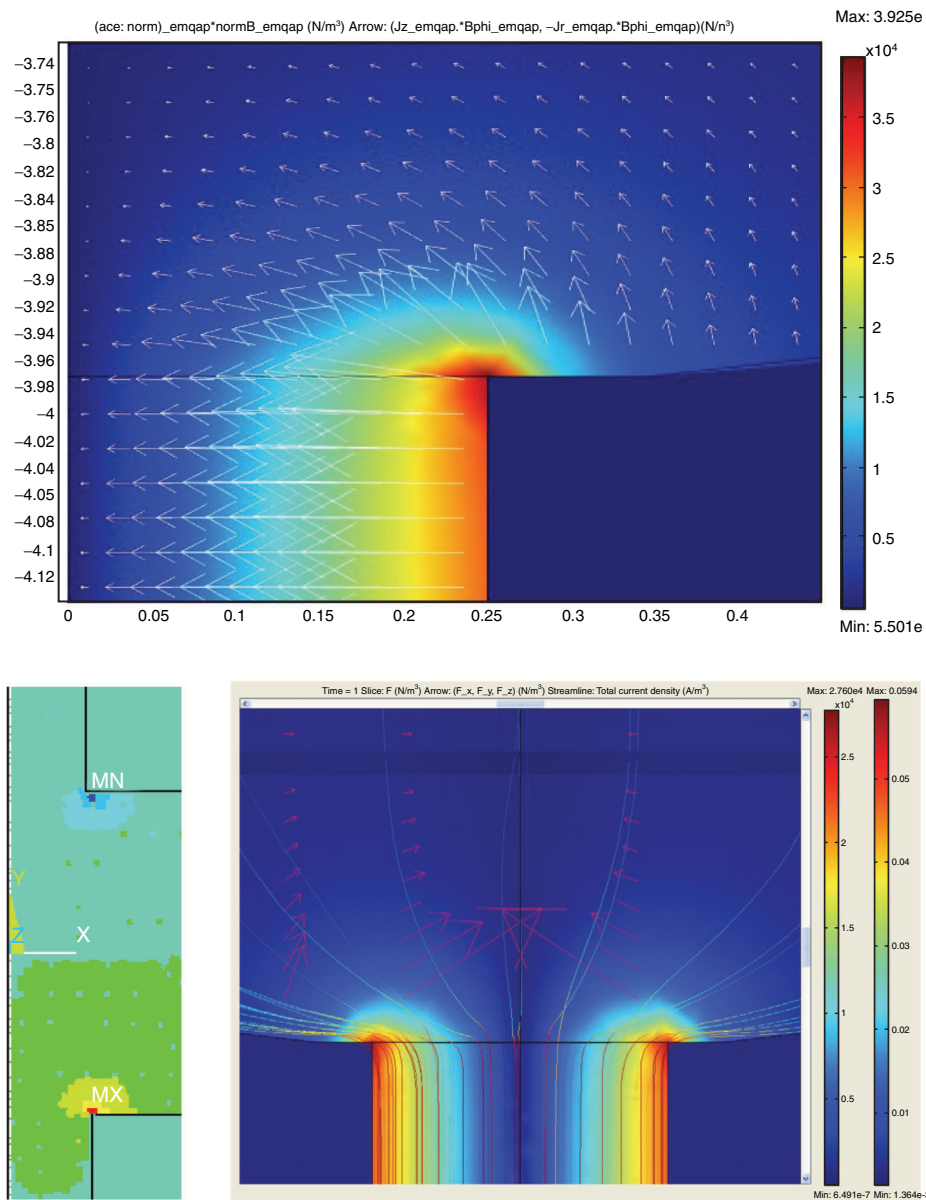 (ace: norm)_emqap*normB_emqap (N/m³) Arrow: (Jz_emqap.*Bphi_emqap, –Jr_emqap.*Bphi_emqap)(N/n³)
Max: 3.925e
x10⁴
–3.74
–3.75
–3.76
–3.8
–3.82
–3.84
–3.85
–3.88
–3.9
–3.92
–3.94
–3.96
–3.98
–4
–4.02
–4.04
–4.05
–4.08
–4.1
–4.12
3.5
3
2.5
2
1.5
1
0.5
0 0.05 0.1 0.15 0.2 0.25 0.3 0.35 0.4
Min: 5.501e
MN
Y
Z
X
MX
Time = 1 Slice: F (N/m³) Arrow: (F_x, F_y, F_z) (N/m³) Streamline: Total current density (A/m³)
Max: 2.760e4 Max: 0.0594
x10⁴
2.5
2
1.5
1
0.5
0.05
0.04
0.03
0.02
0.01
Min: 6.491e-7 Min: 1.364e-